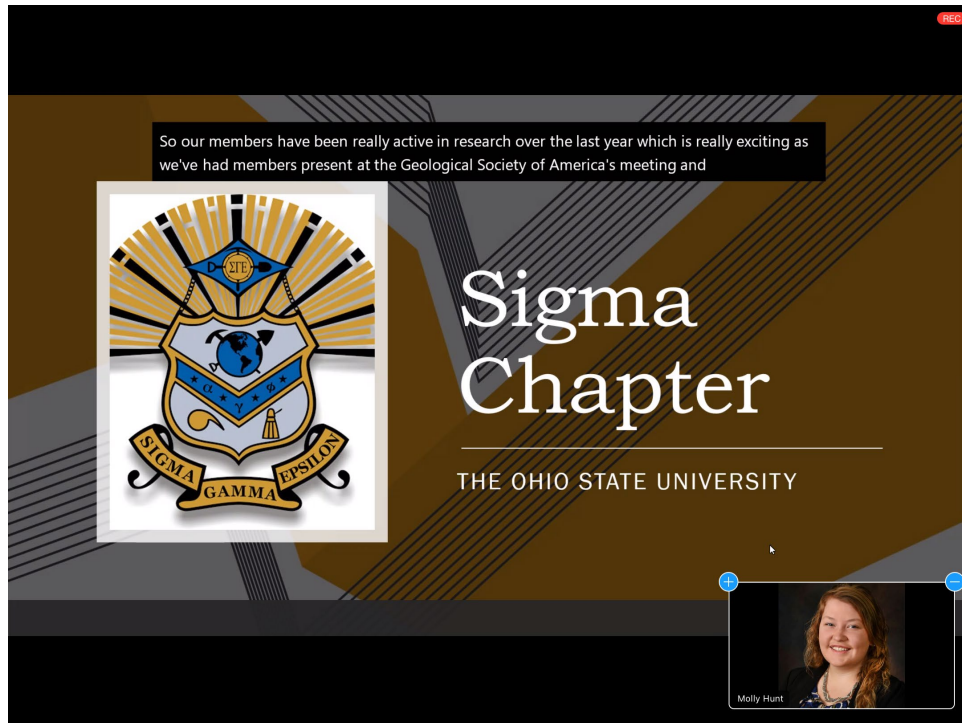 REC
So our members have been really active in research over the last year which is really exciting as
we've had members present at the Geological Society of America's meeting and
ΣΓΕ
α
γ
φ
SIGMA
GAMMA
EPSILON
Sigma
Chapter
THE OHIO STATE UNIVERSITY
Molly Hunt